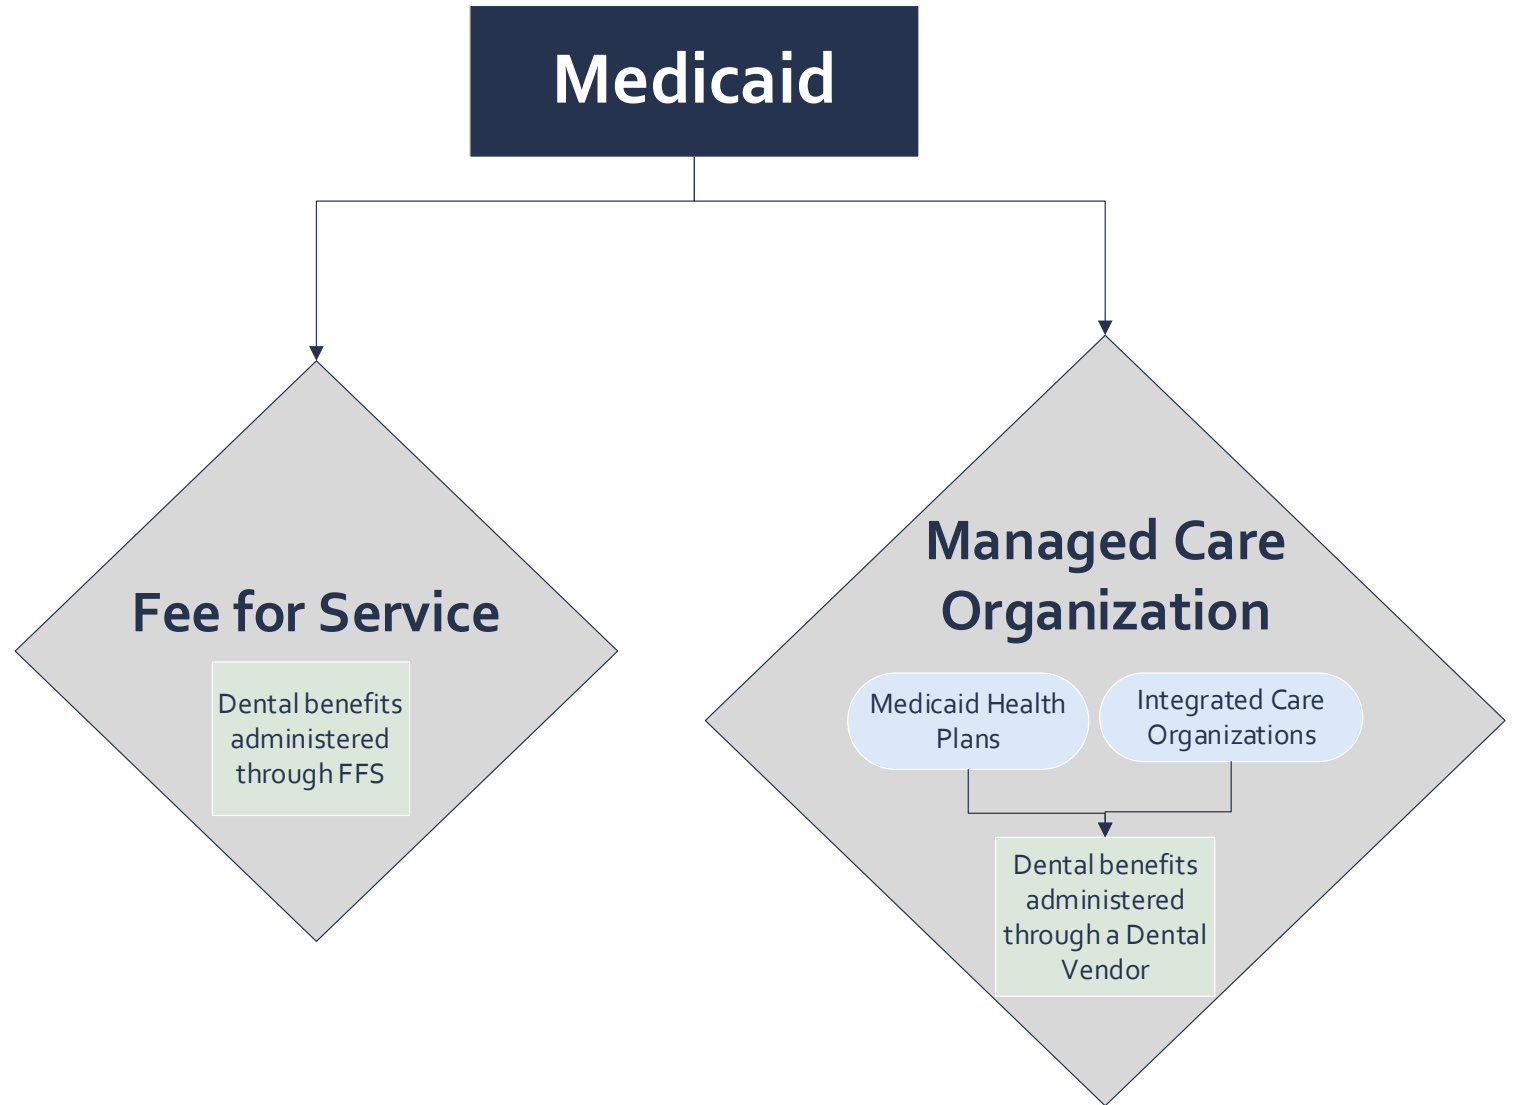 Medicaid
Fee for Service
Dental benefits
administered
through FFS
Managed Care
Organization
Medicaid Health
Plans
Integrated Care
Organizations
Dental benefits
administered
through a Dental
Vendor